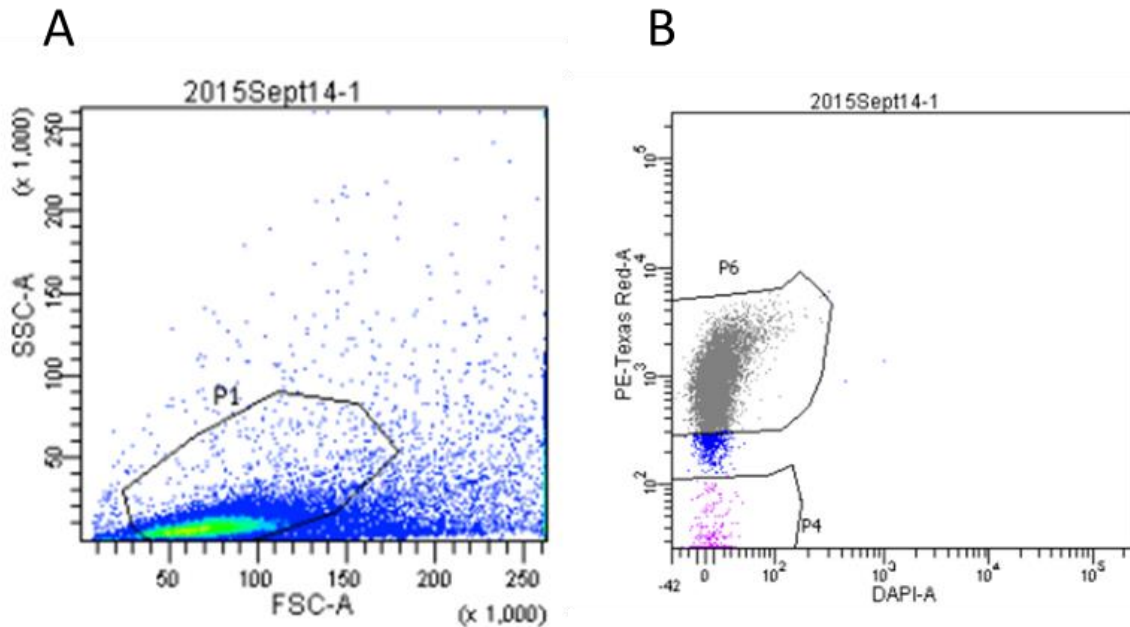 A
B
2015Sept14-1
(x 1,000)
SSC-A
250
200
150
100
50
P1
50 100 150 200 250
FSC-A
(x 1,000)
2015Sept14-1
PE-Texas Red-A
10^5
10^4
10^3
10^2
P6
P4
-42 0 10^2 10^3 10^4 10^5
DAPI-A